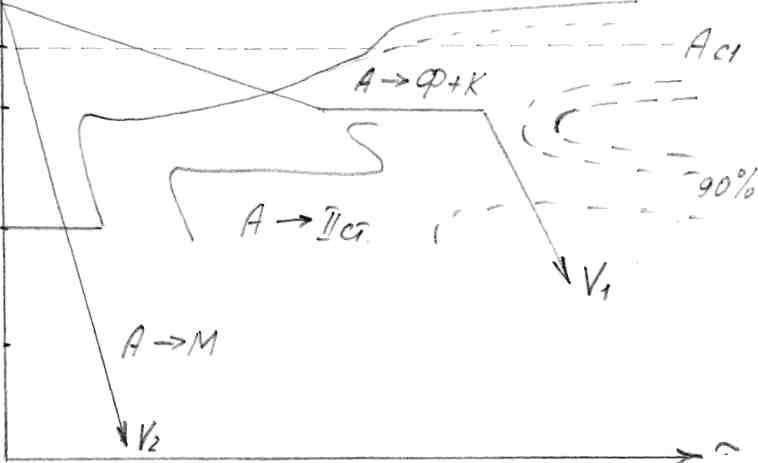 Ac1
А → Ф+К
90%
А → IIст.
V1
А → М
V2
τ